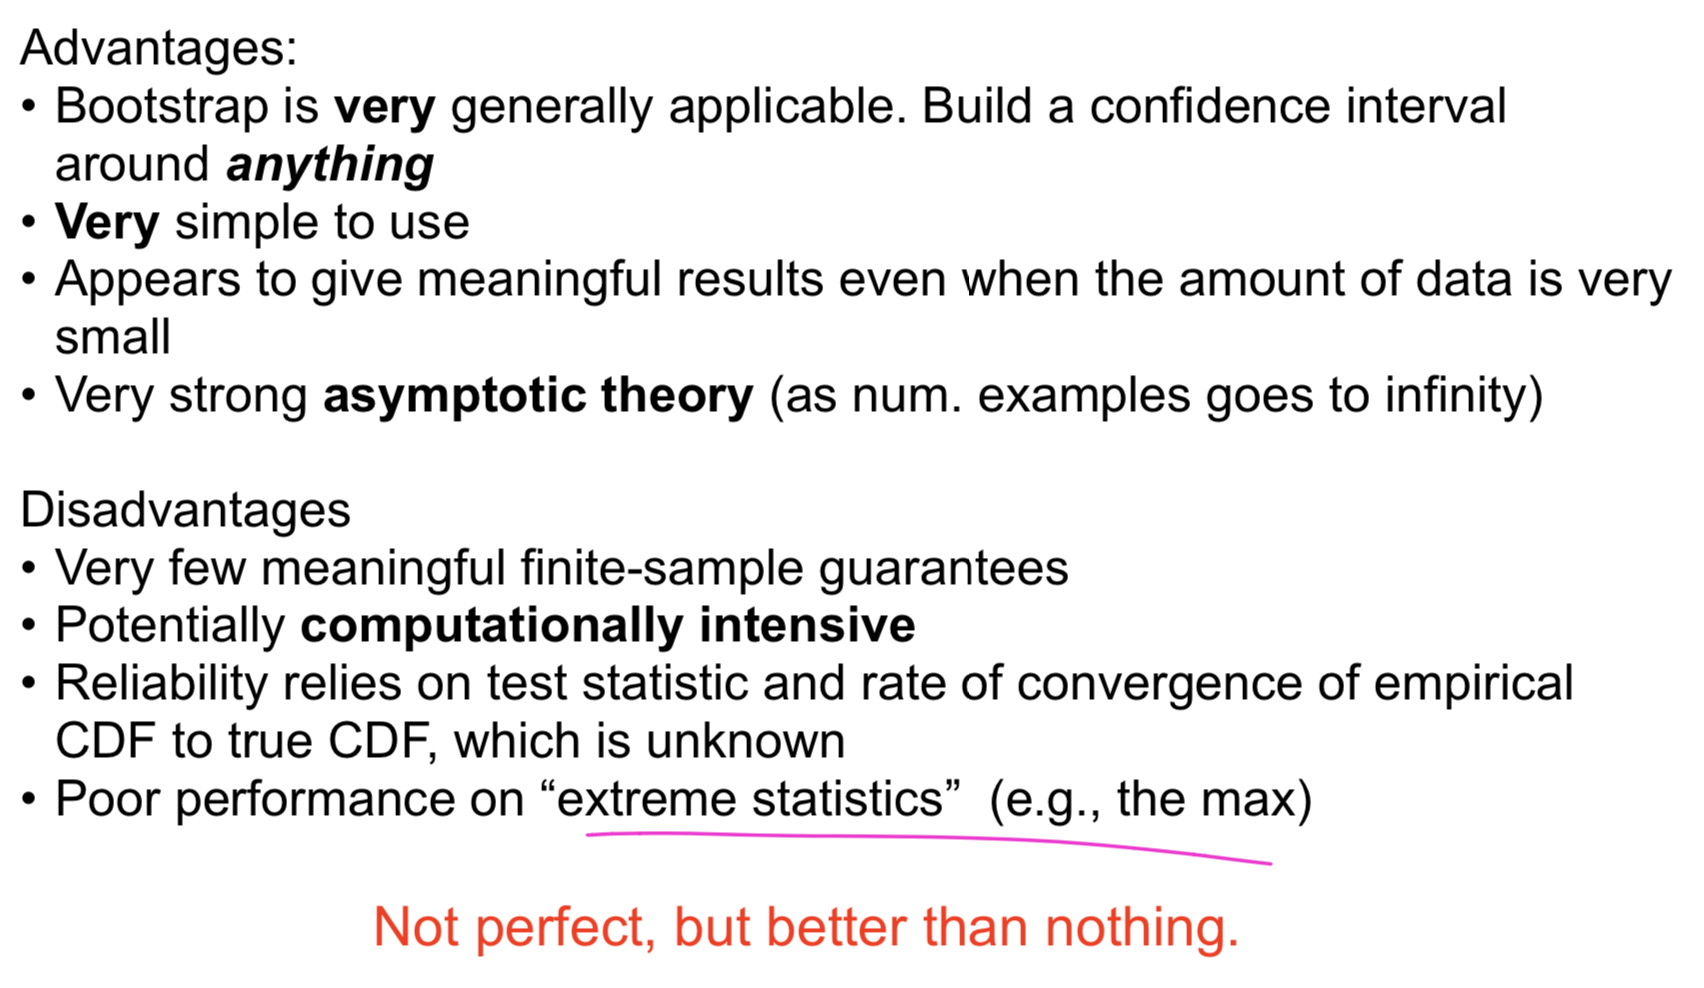 Advantages:
• Bootstrap is very generally applicable. Build a confidence interval
around anything
• Very simple to use
• Appears to give meaningful results even when the amount of data is very
small
• Very strong asymptotic theory (as num. examples goes to infinity)
Disadvantages
• Very few meaningful finite-sample guarantees
• Potentially computationally intensive
• Reliability relies on test statistic and rate of convergence of empirical
CDF to true CDF, which is unknown
• Poor performance on “extreme statistics” (e.g., the max)
Not perfect, but better than nothing.